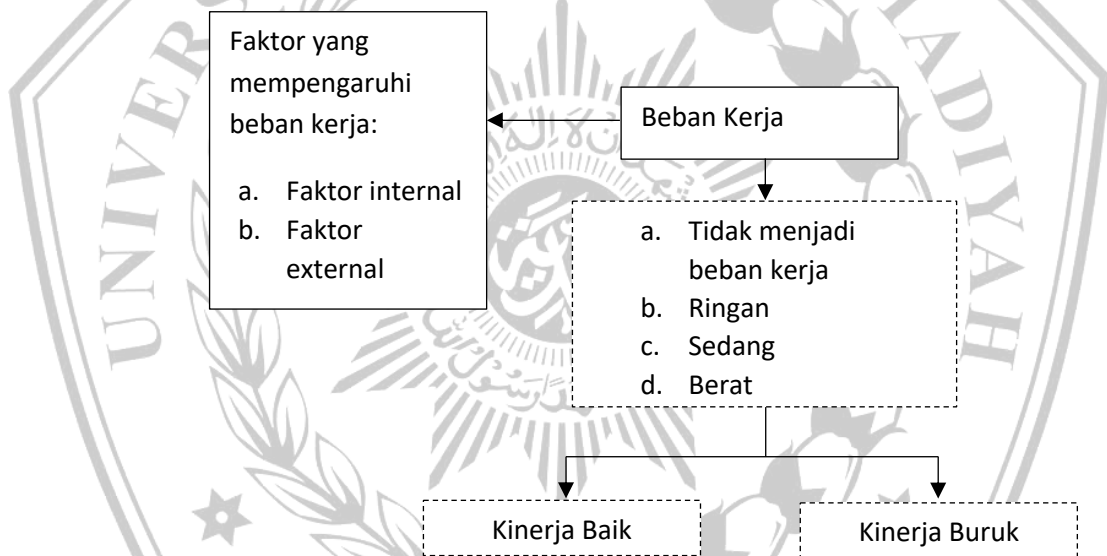 Faktor yang
mempengaruhi
beban kerja:
a. Faktor internal
b. Faktor
external
Beban Kerja
a. Tidak menjadi
beban kerja
b. Ringan
c. Sedang
d. Berat
Kinerja Baik
Kinerja Buruk